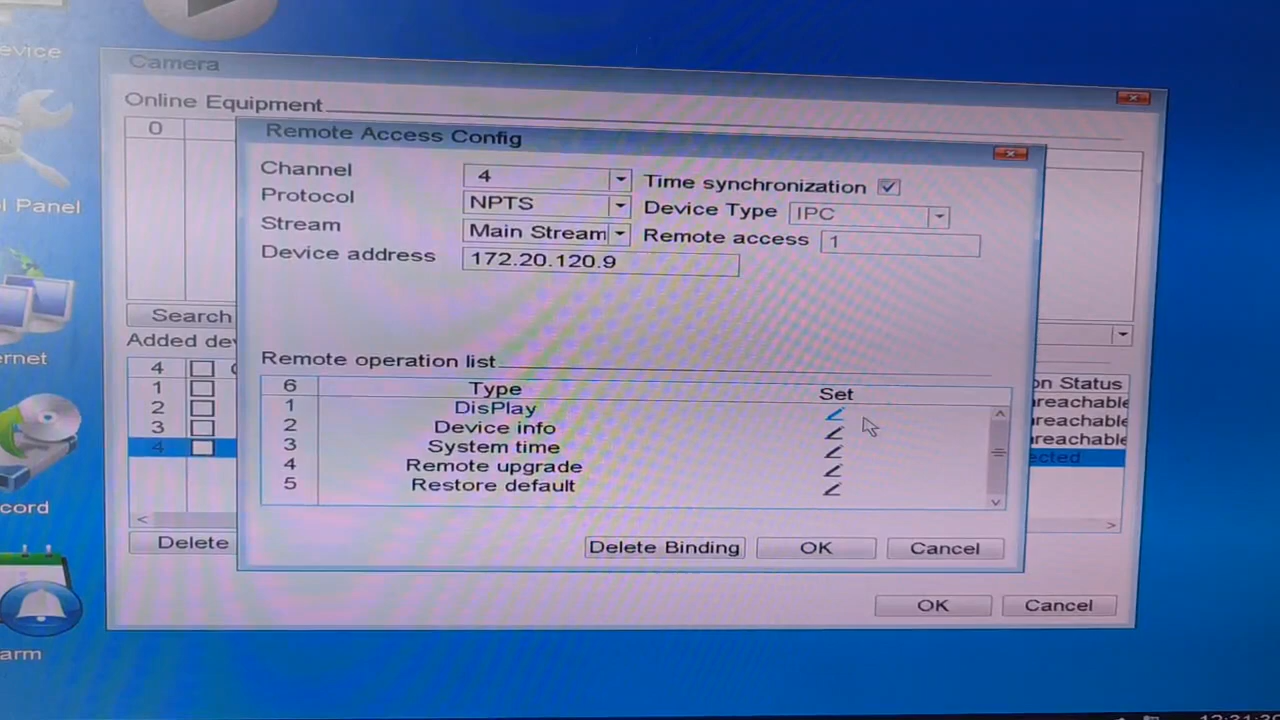 evice
Camera
Online Equipment
0
Remote Access Config
Channel 4 Time synchronization
Protocol NPTS Device Type IPC
Stream Main Stream Remote access 1
Device address 172.20.120.9
l Panel
Search
Added de
ernet
Remote operation list
4
1
2
3
4
6 Type Set
1 DisPlay
2 Device info
3 System time
4 Remote upgrade
5 Restore default
on Status
reachable
reachable
reachable
ected
cord
Delete
Delete Binding OK Cancel
OK Cancel
arm